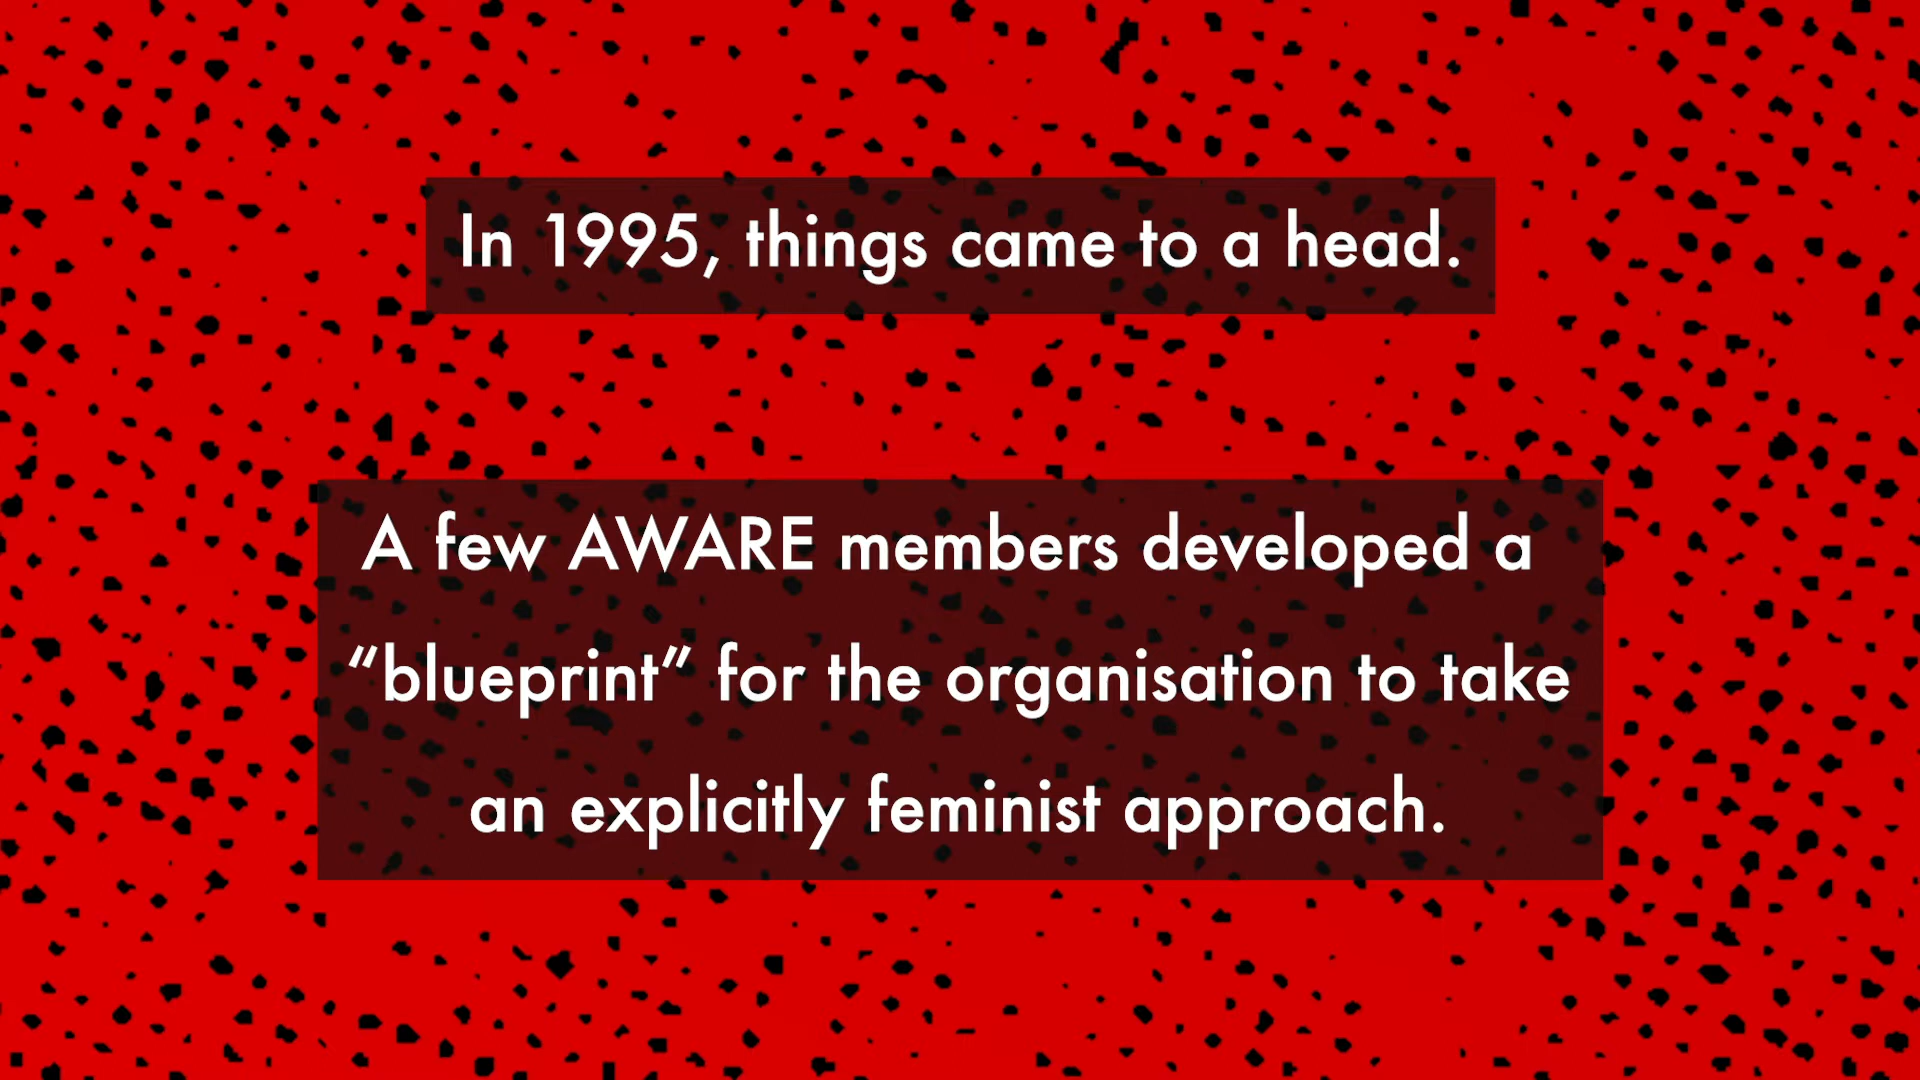 In 1995, things came to a head.
A few AWARE members developed a
“blueprint” for the organisation to take
an explicitly feminist approach.